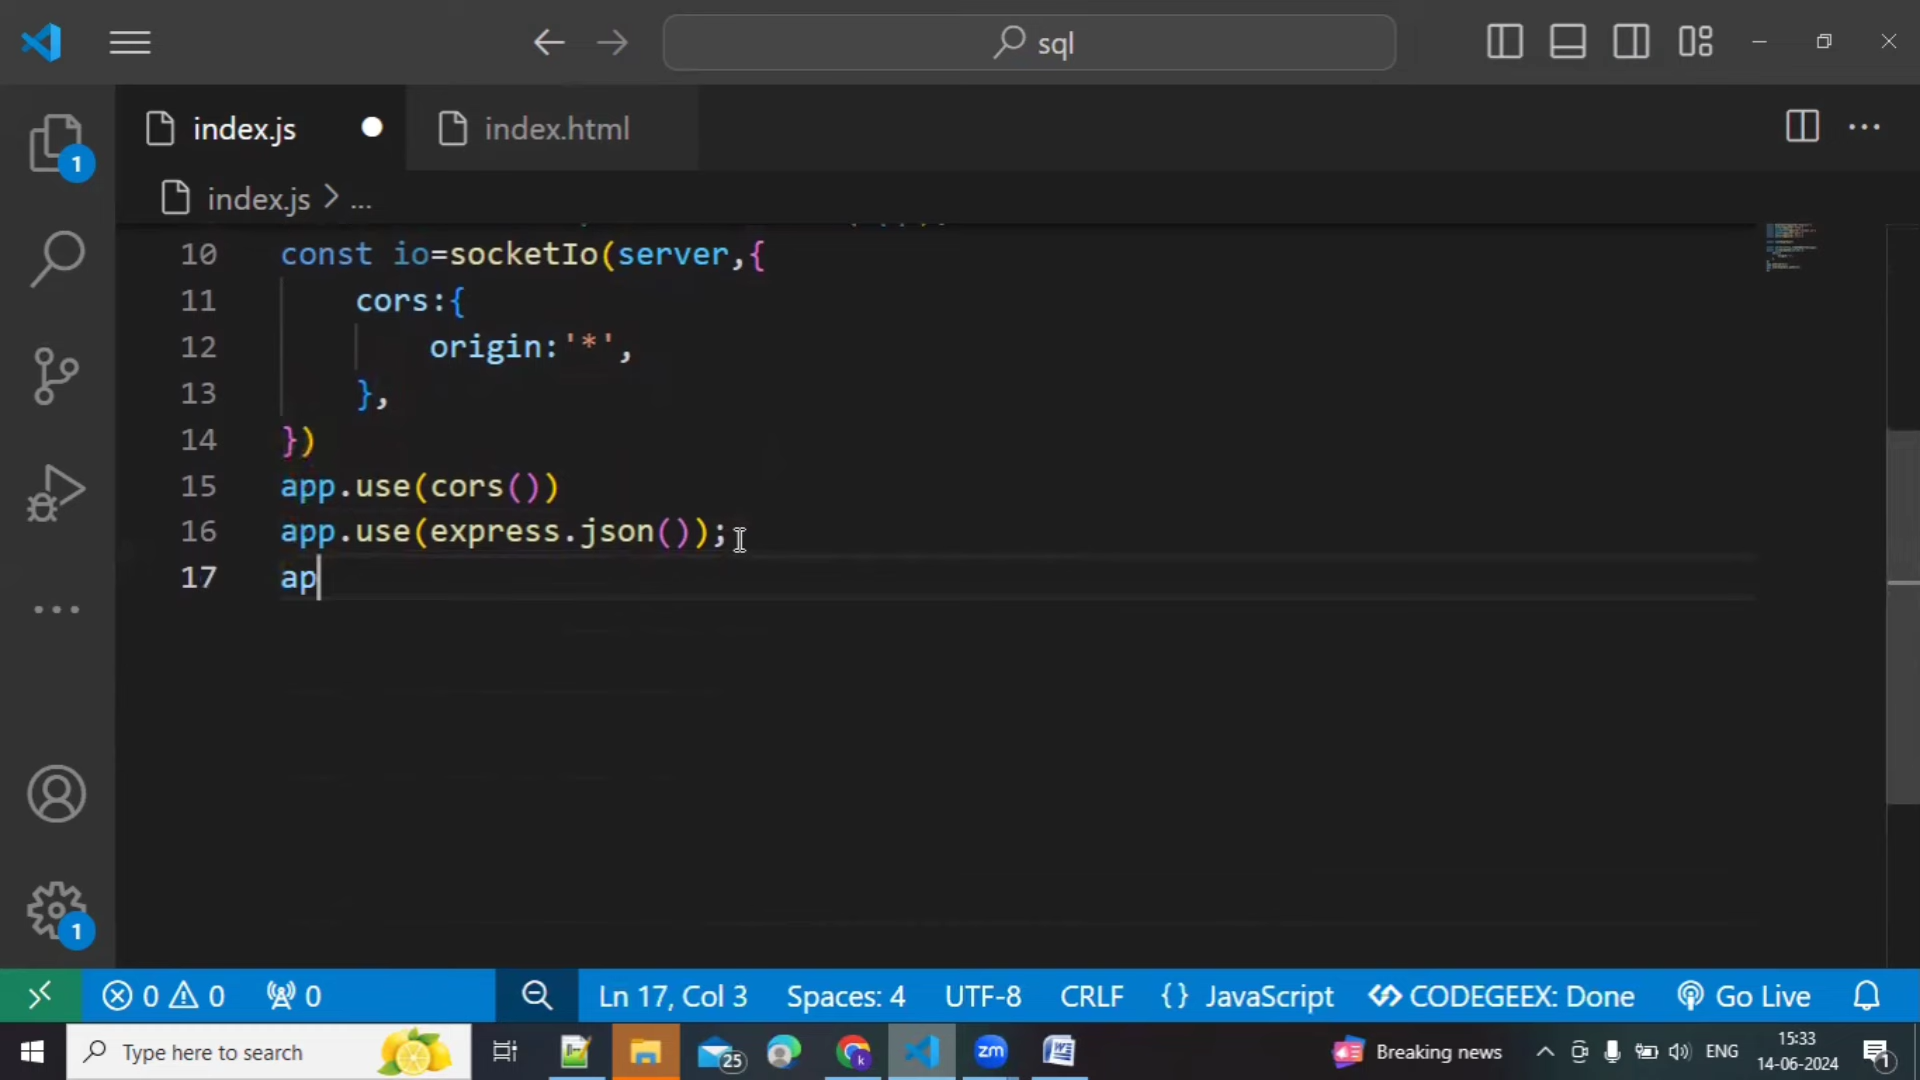 sql
index.js
index.html
1
index.js > ...
10 const io=socketIo(server,{
11 cors:{
12 origin:'*',
13 },
14 })
15 app.use(cors())
16 app.use(express.json());
17 ap
1
0 0 0 Ln 17, Col 3 Spaces: 4 UTF-8 CRLF {} JavaScript CODEGEEX: Done Go Live
Type here to search 25 k zm Breaking news ENG 15:33
14-06-2024 1